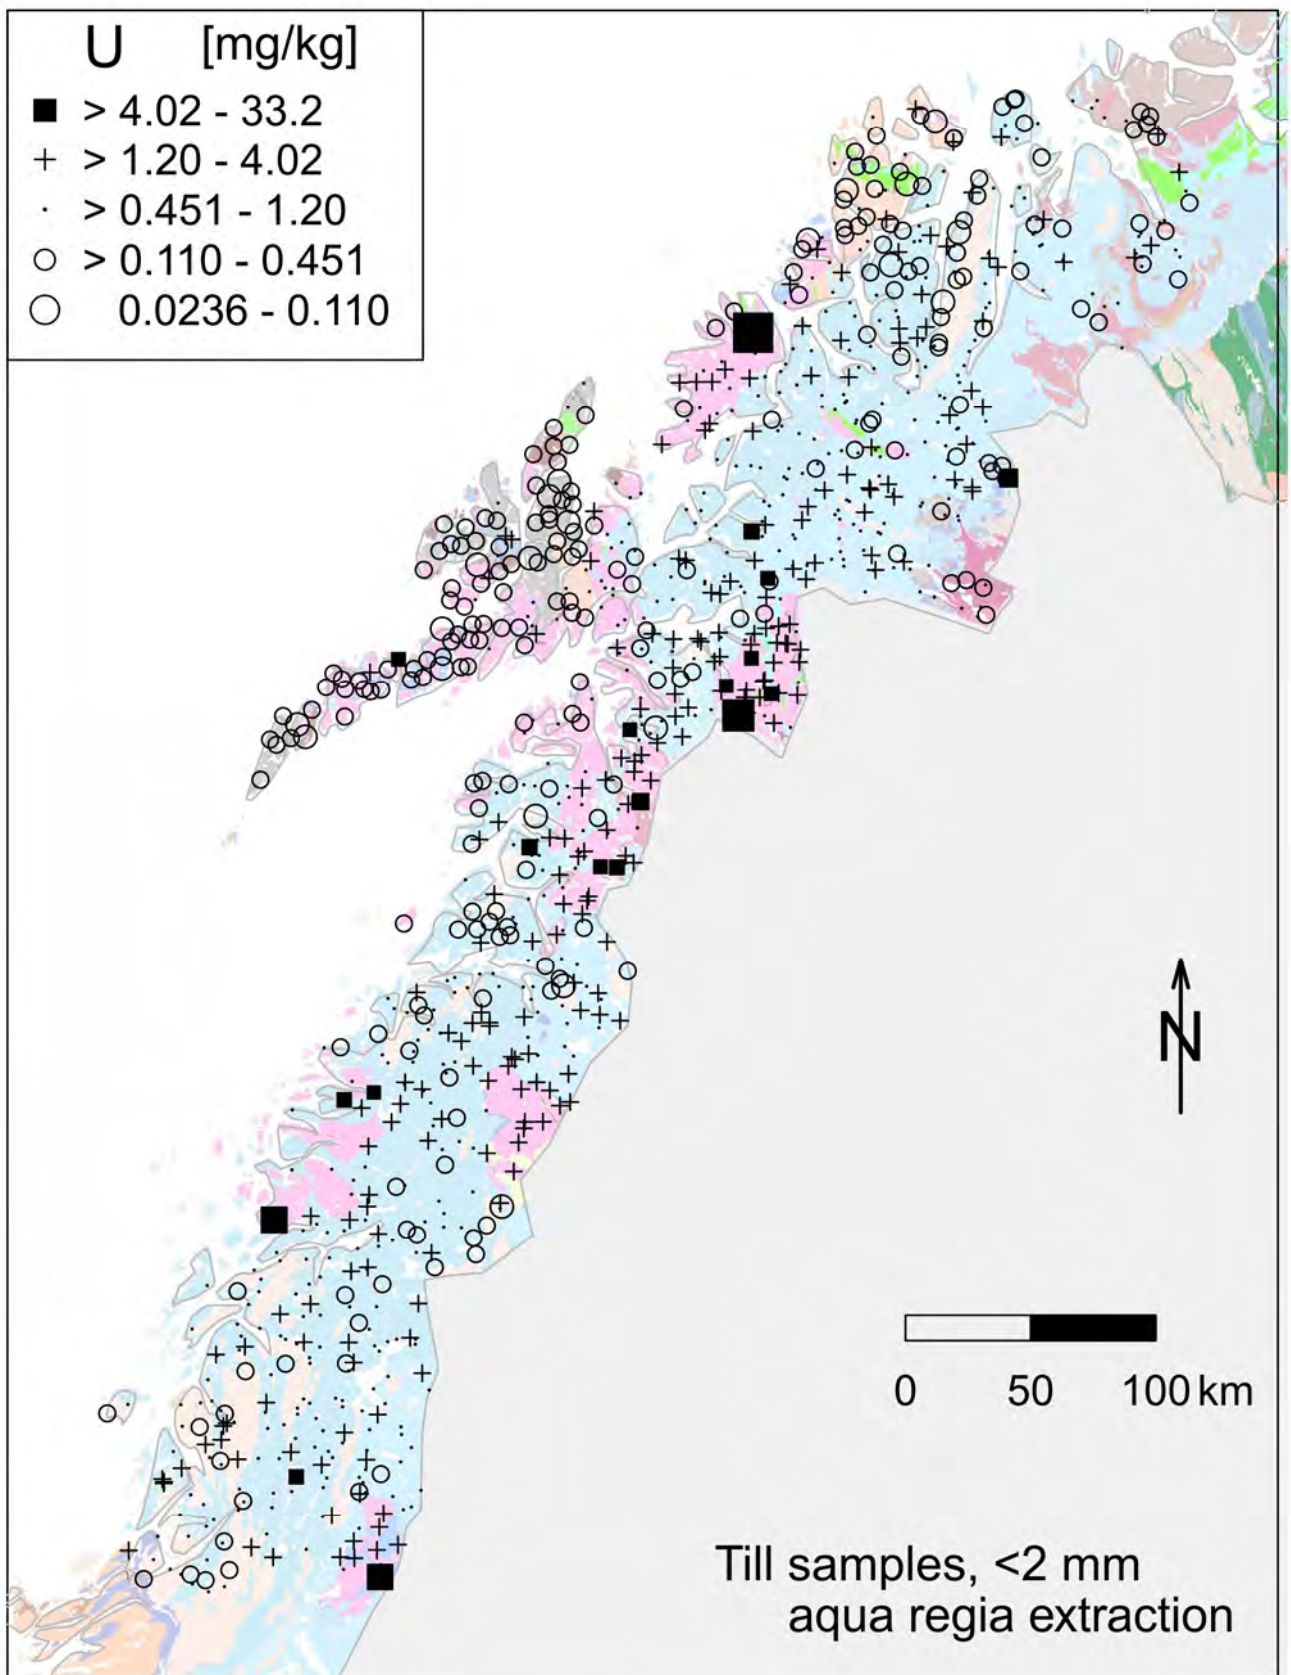 U [mg/kg]
■ > 4.02 - 33.2
+ > 1.20 - 4.02
· > 0.451 - 1.20
○ > 0.110 - 0.451
○ 0.0236 - 0.110
N
0 50 100 km
Till samples, <2 mm
aqua regia extraction